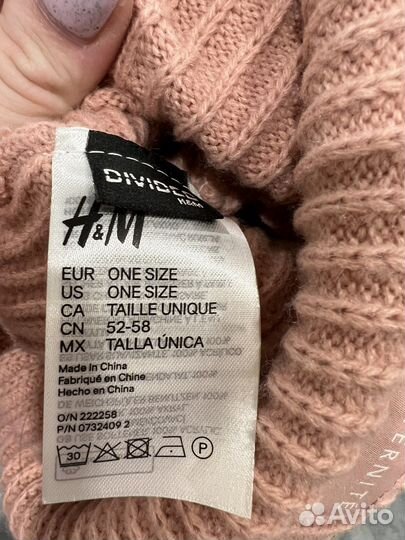 DIVIDED
H&M
H&M
EUR ONE SIZE
US ONE SIZE
CA TAILLE UNIQUE
CN 52-58
MX TALLA ÚNICA
Made in China
Fabriqué en Chine
Hecho en China
O/N 222258
P/N 0732409 2
30 P
ERNITÉ
Avito